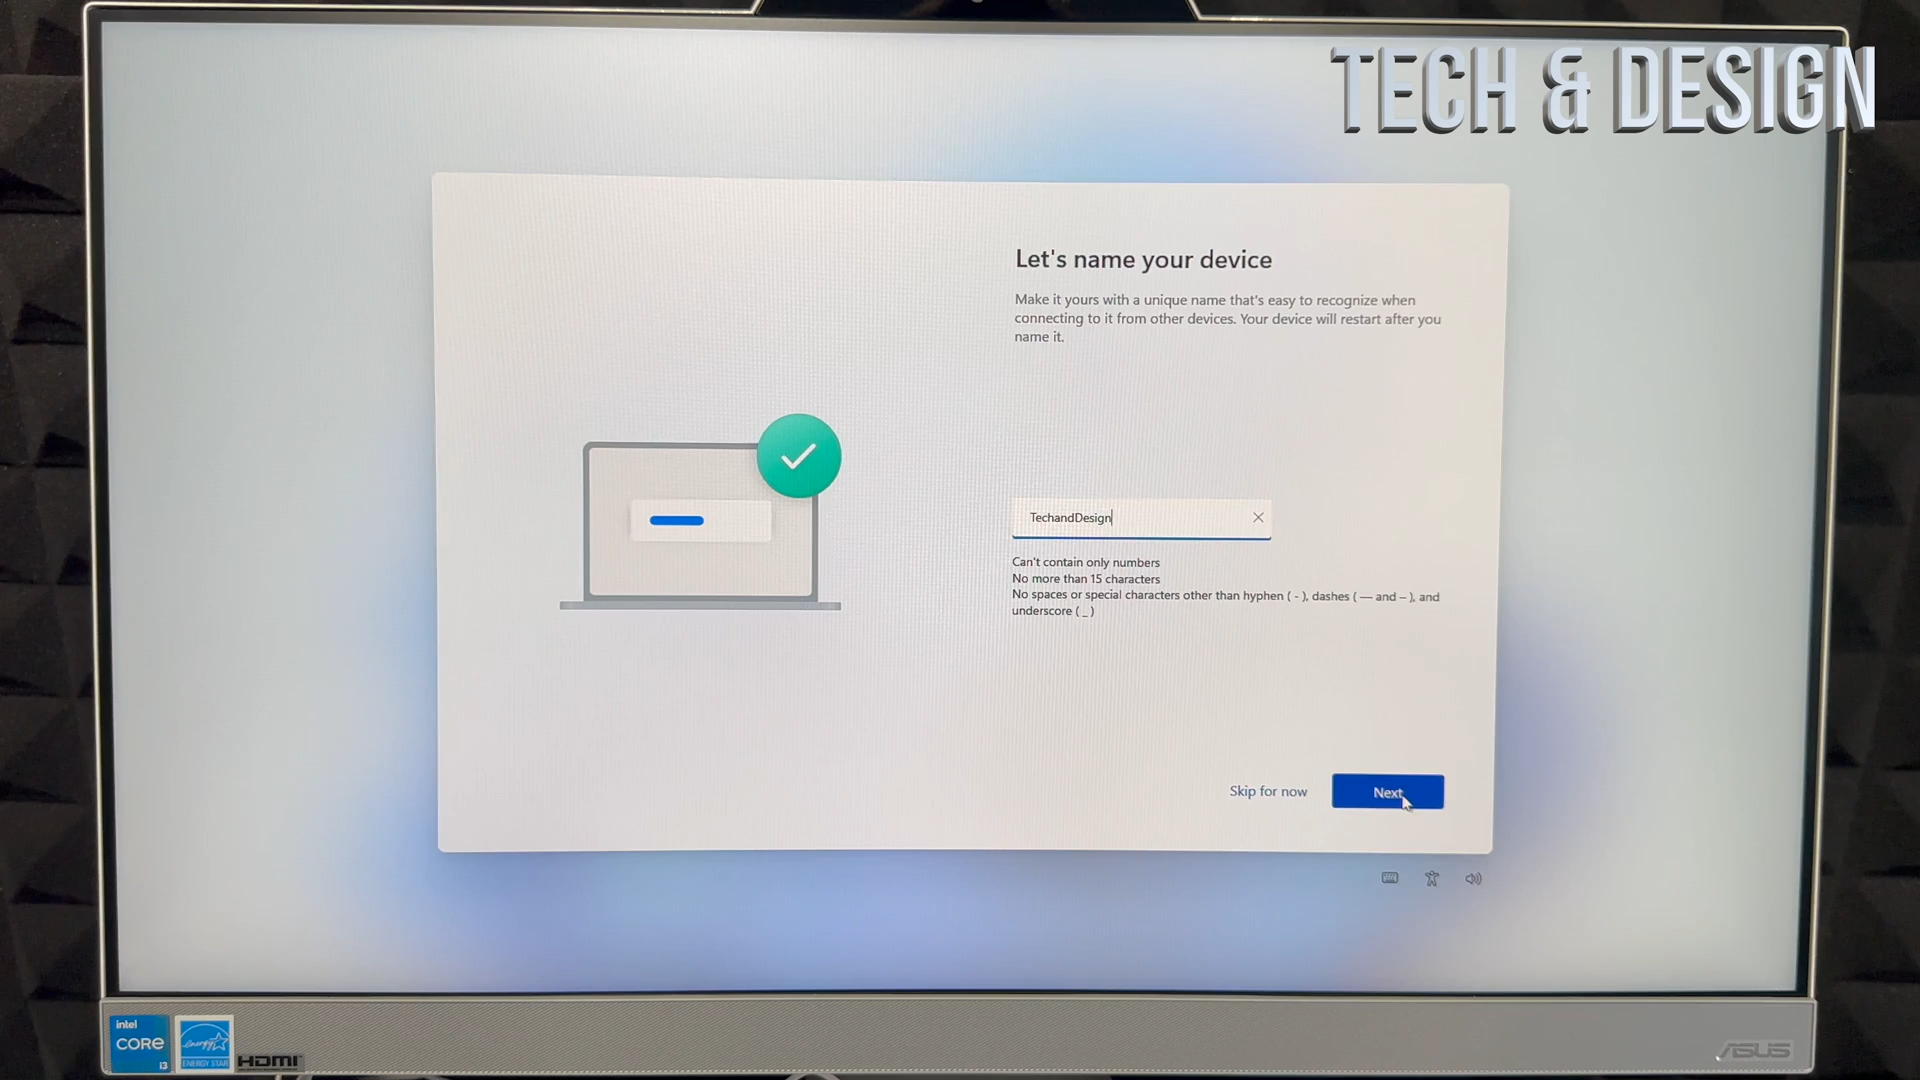 TECH & DESIGN
Let's name your device
Make it yours with a unique name that's easy to recognize when
connecting to it from other devices. Your device will restart after you
name it.
TechandDesign
Can't contain only numbers
No more than 15 characters
No spaces or special characters other than hyphen ( - ), dashes ( — and – ), and
underscore ( _ )
Skip for now
Next
intel
CORE
i3
energy
ENERGY STAR
HDMI
ASUS